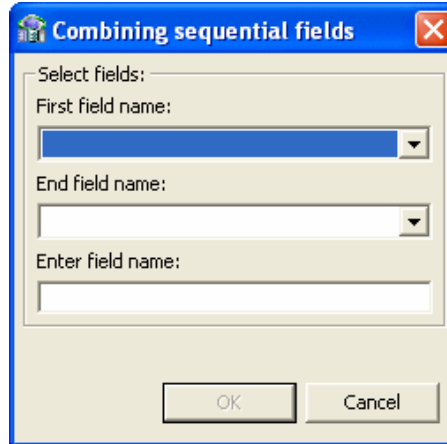 Combining sequential fields
Select fields:
First field name:
End field name:
Enter field name:
OK
Cancel